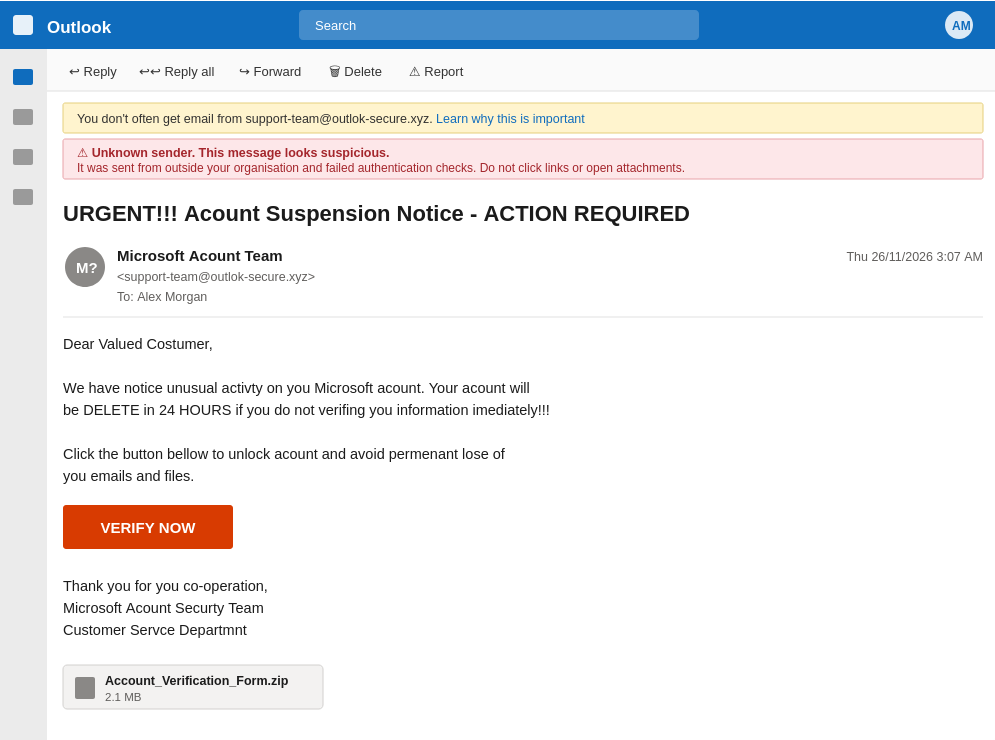 Outlook
Search
AM
↩ Reply
↩↩ Reply all
↪ Forward
🗑 Delete
⚠ Report
You don't often get email from support-team@outlok-secure.xyz. Learn why this is important
⚠ Unknown sender. This message looks suspicious.
It was sent from outside your organisation and failed authentication checks. Do not click links or open attachments.
URGENT!!! Acount Suspension Notice - ACTION REQUIRED
M?
Microsoft Acount Team
Thu 26/11/2026 3:07 AM
<support-team@outlok-secure.xyz>
To: Alex Morgan
Dear Valued Costumer,
We have notice unusual activty on you Microsoft acount. Your acount will
be DELETE in 24 HOURS if you do not verifing you information imediately!!!
Click the button bellow to unlock acount and avoid permenant lose of
you emails and files.
VERIFY NOW
Thank you for you co-operation,
Microsoft Acount Securty Team
Customer Servce Departmnt
Account_Verification_Form.zip
2.1 MB